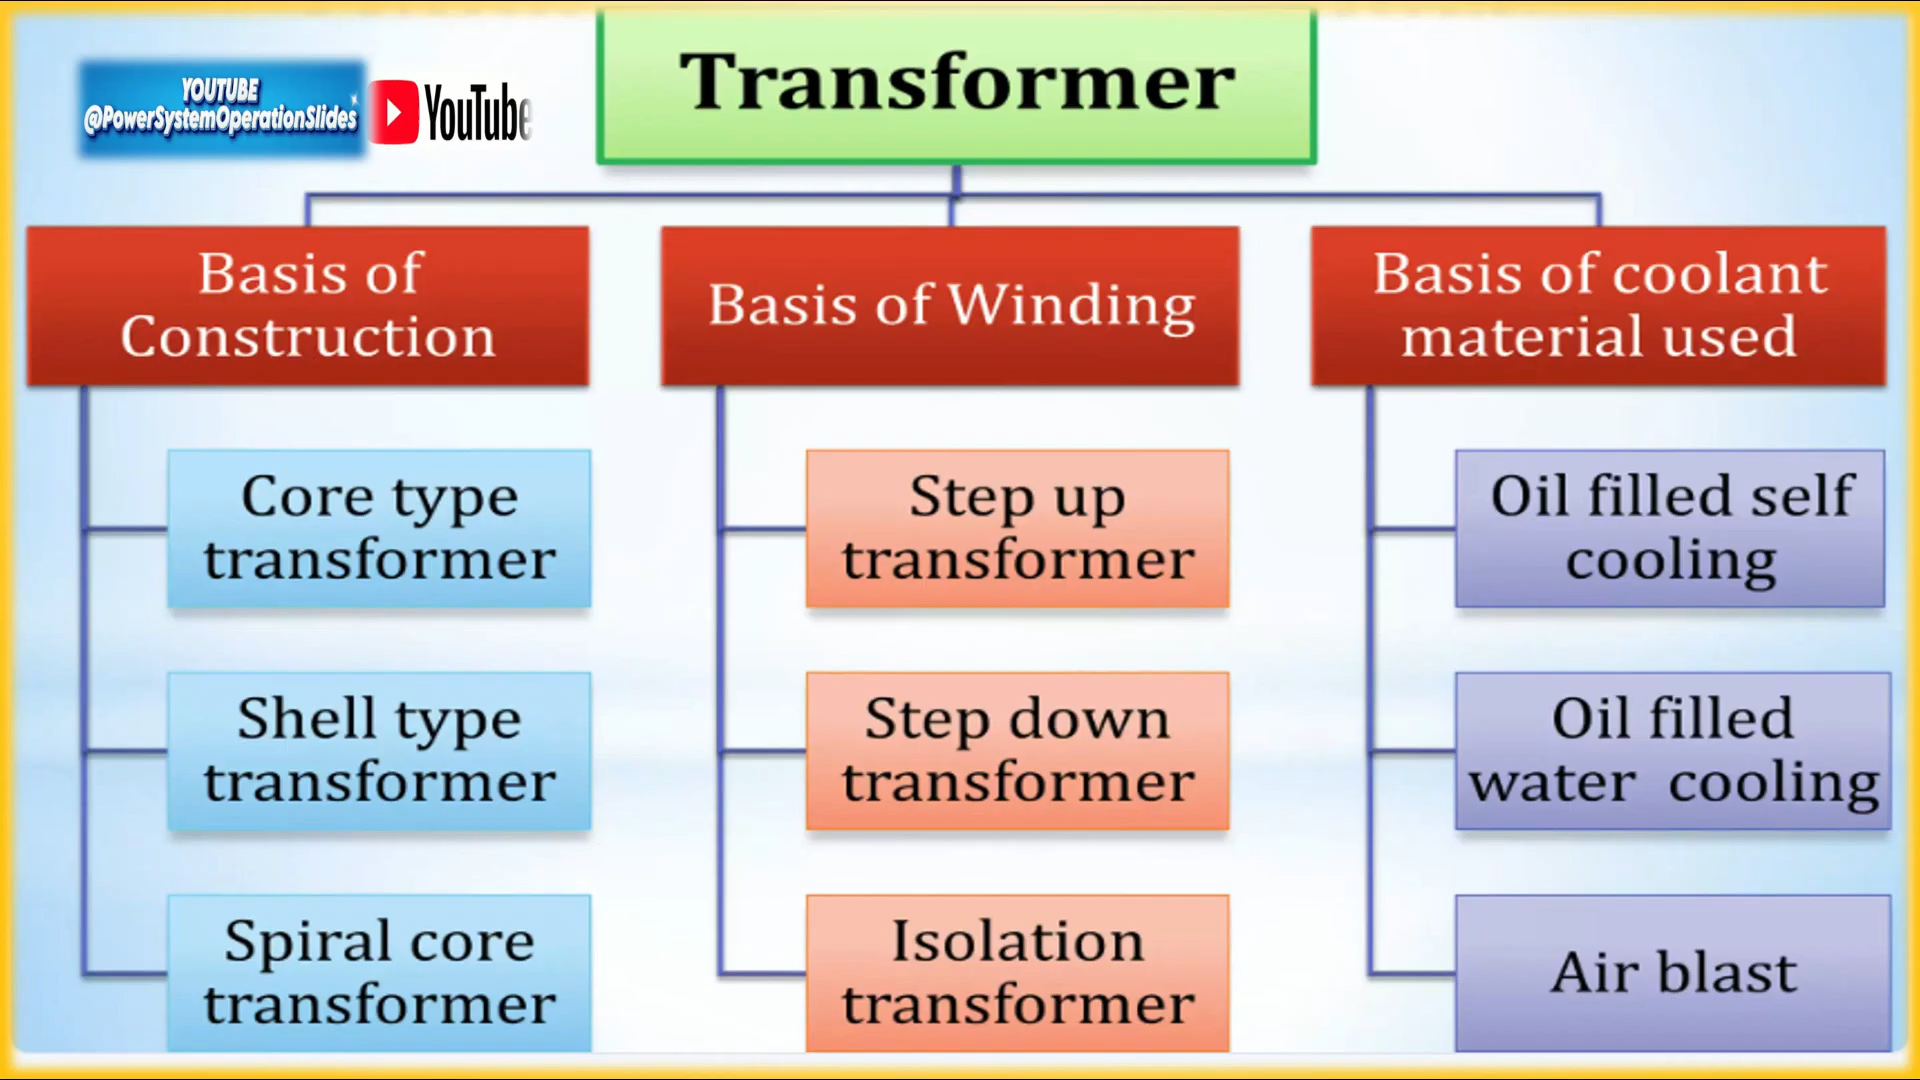 YOUTUBE
@PowerSystemOperationSlides
YouTube
Transformer
Basis of
Construction
Core type
transformer
Shell type
transformer
Spiral core
transformer
Basis of Winding
Step up
transformer
Step down
transformer
Isolation
transformer
Basis of coolant
material used
Oil filled self
cooling
Oil filled
water cooling
Air blast